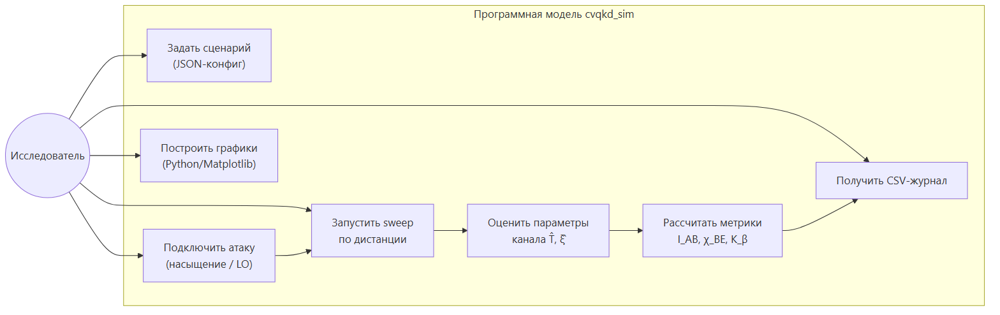 Программная модель cvqkd_sim
Задать сценарий
(JSON-конфиг)
Исследователь
Построить графики
(Python/Matplotlib)
Получить CSV-журнал
Запустить sweep
по дистанции
Оценить параметры
канала T̂, ξ̂
Рассчитать метрики
I_AB, χ_BE, K_β
Подключить атаку
(насыщение / LO)